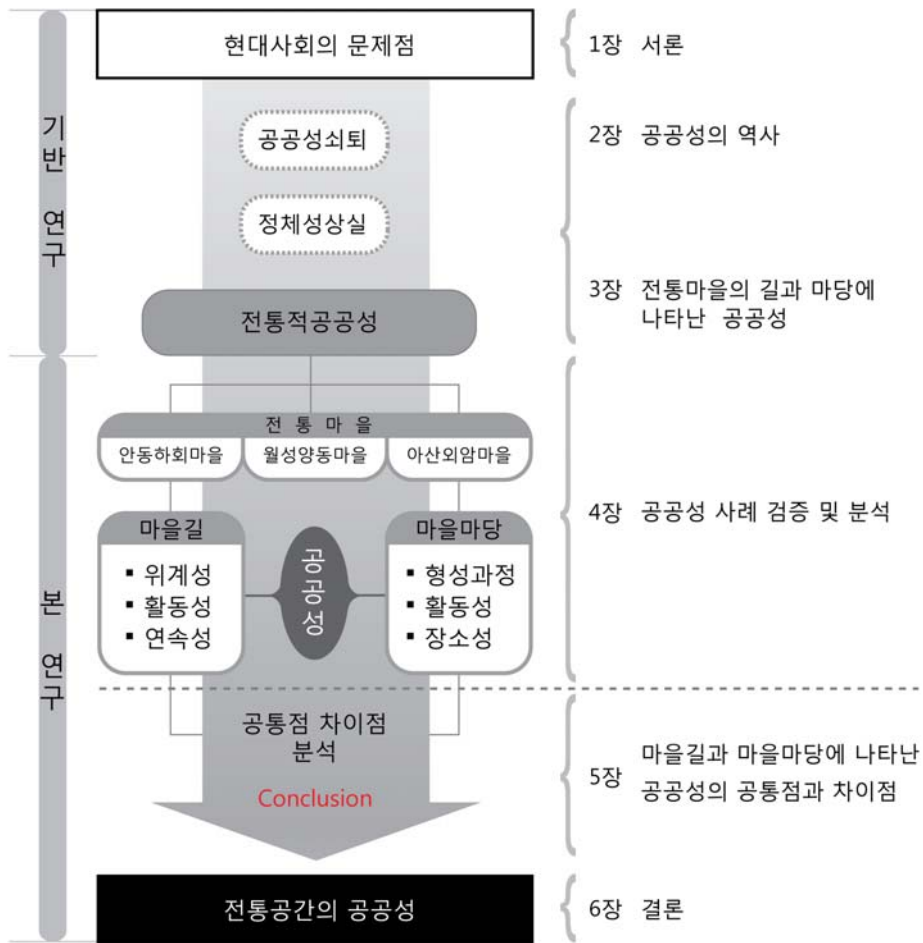 현대사회의 문제점
1장 서론
기반 연구
공공성쇠퇴
2장 공공성의 역사
정체성상실
3장 전통마을의 길과 마당에
나타난 공공성
전통적공공성
본 연구
전 통 마 을
안동하회마을 월성양동마을 아산외암마을
4장 공공성 사례 검증 및 분석
마을길
▪ 위계성
▪ 활동성
▪ 연속성
공공성
마을마당
▪ 형성과정
▪ 활동성
▪ 장소성
공통점 차이점
분석
Conclusion
5장 마을길과 마을마당에 나타난
공공성의 공통점과 차이점
전통공간의 공공성
6장 결론